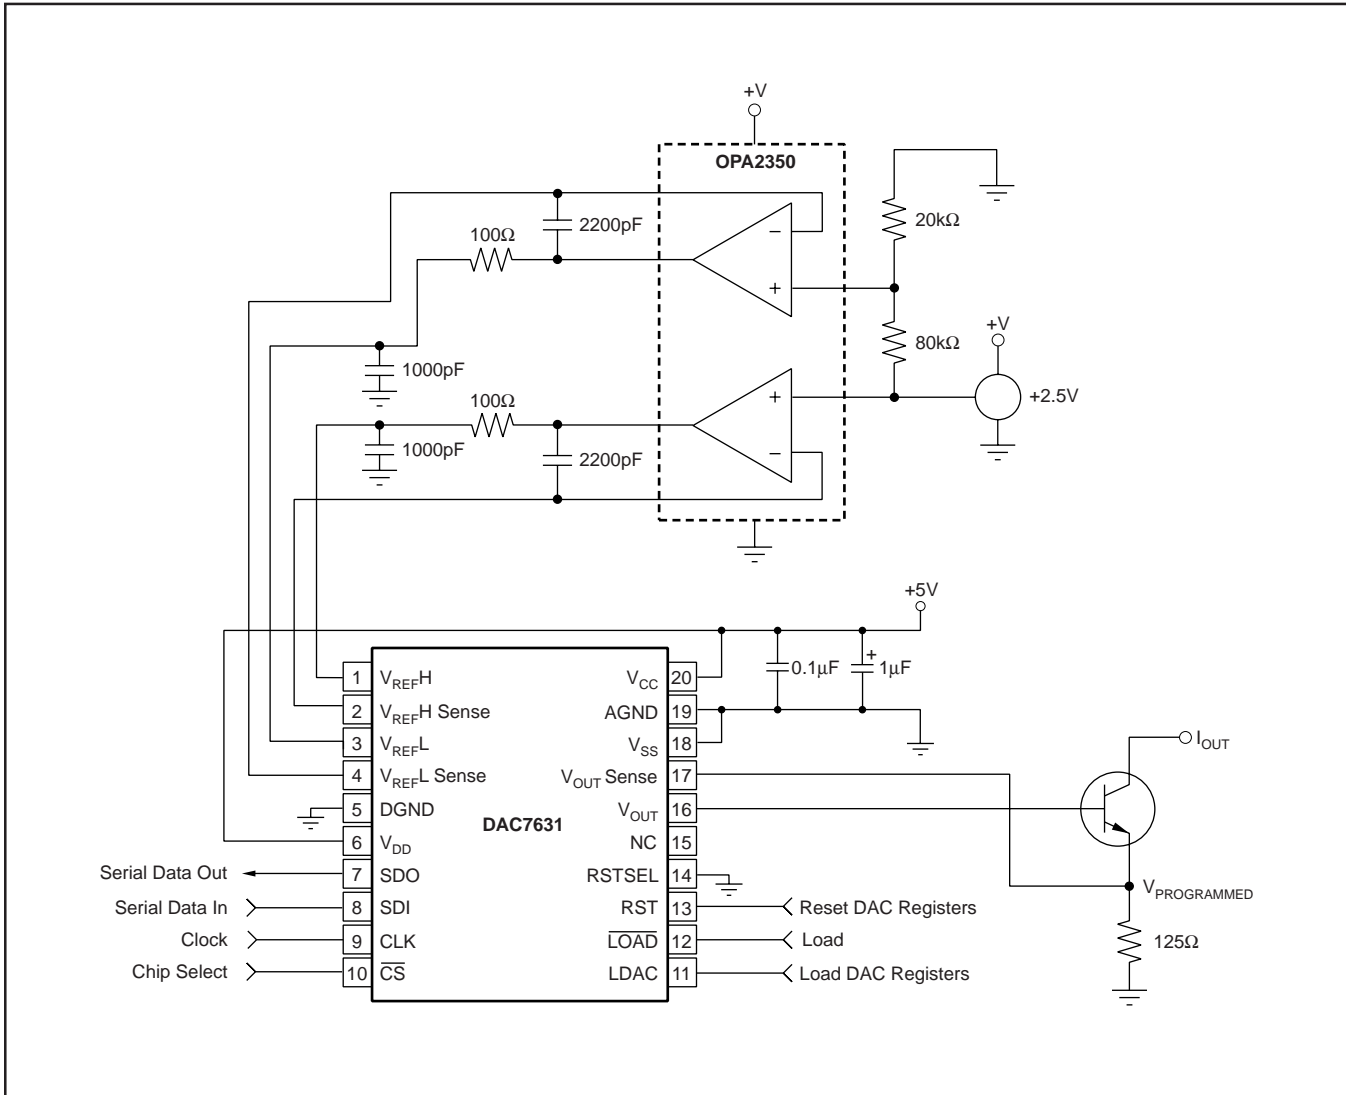 +V
OPA2350
2200pF
20kΩ
100Ω
−
+
+V
80kΩ
1000pF
+2.5V
100Ω
+
1000pF
2200pF
−
+5V
0.1μF
+
1μF
1 VREFH
VCC 20
2 VREFH Sense
AGND 19
3 VREFL
VSS 18
IOUT
4 VREFL Sense
VOUT Sense 17
5 DGND
VOUT 16
DAC7631
6 VDD
NC 15
Serial Data Out
7 SDO
RSTSEL 14
VPROGRAMMED
Serial Data In
8 SDI
RST 13
Reset DAC Registers
Clock
9 CLK
LOAD 12
Load
125Ω
Chip Select
10 CS
LDAC 11
Load DAC Registers